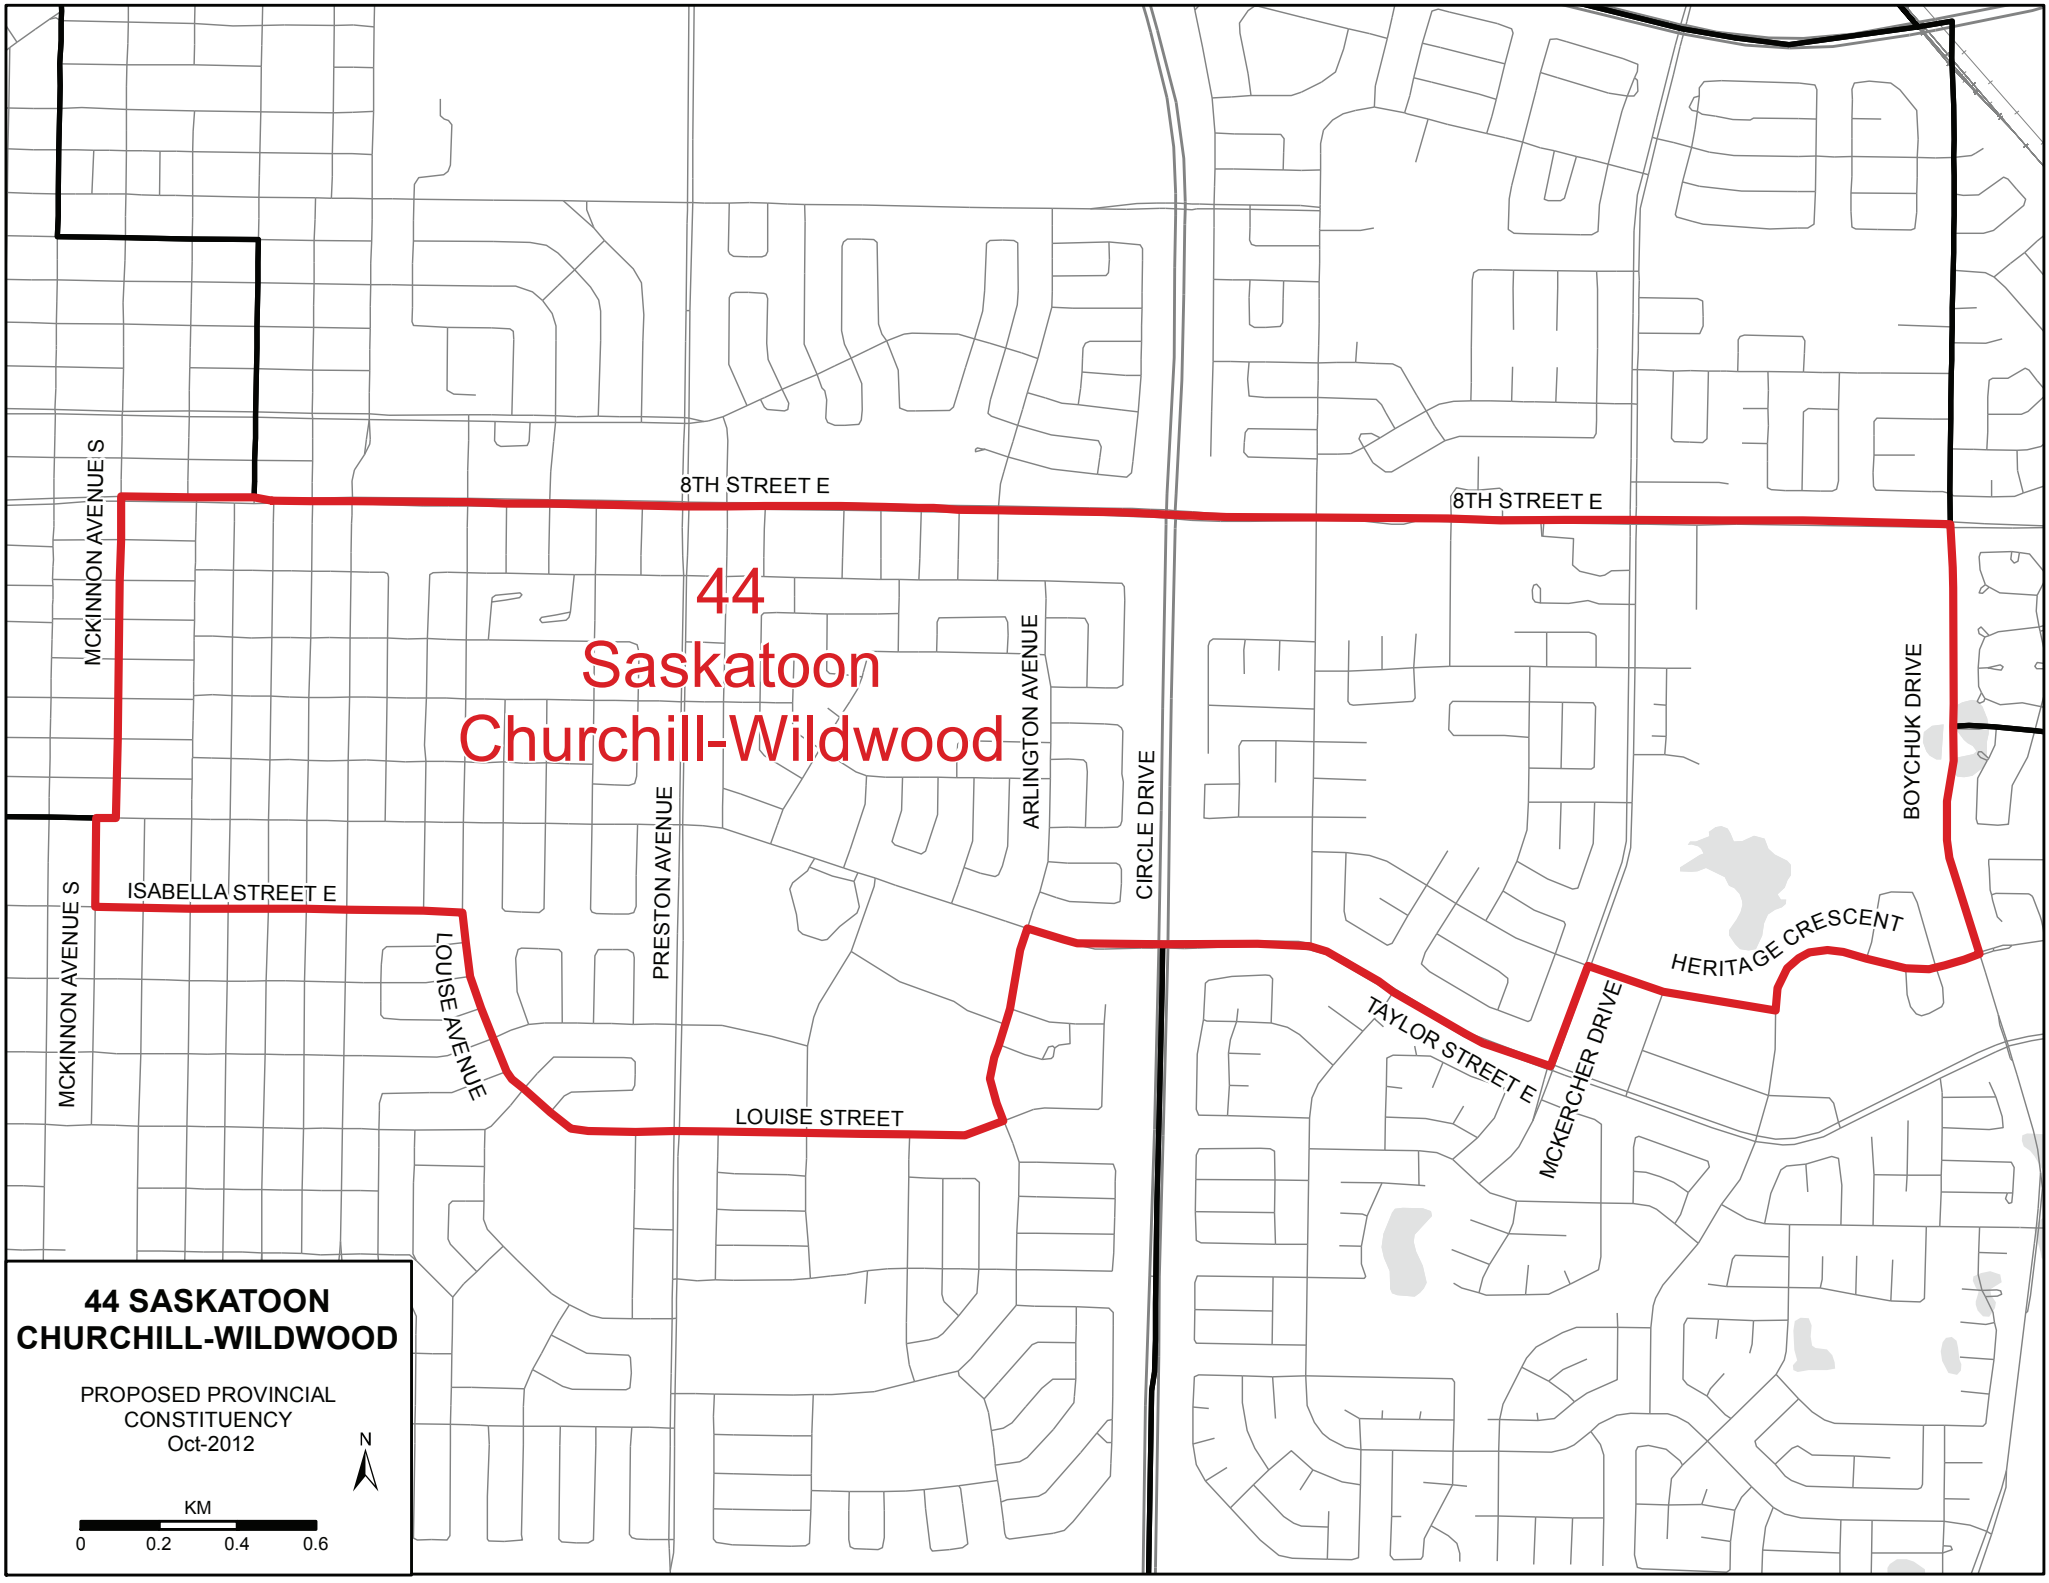 MCKINNON AVENUE S
8TH STREET E
8TH STREET E
44
Saskatoon
Churchill-Wildwood
ARLINGTON AVENUE
CIRCLE DRIVE
BOYCHUK DRIVE
PRESTON AVENUE
ISABELLA STREET E
MCKINNON AVENUE S
LOUISE AVENUE
HERITAGE CRESCENT
TAYLOR STREET E
MCKERCHER DRIVE
LOUISE STREET
44 SASKATOON
CHURCHILL-WILDWOOD
PROPOSED PROVINCIAL
CONSTITUENCY
Oct-2012
N
KM
0 0.2 0.4 0.6